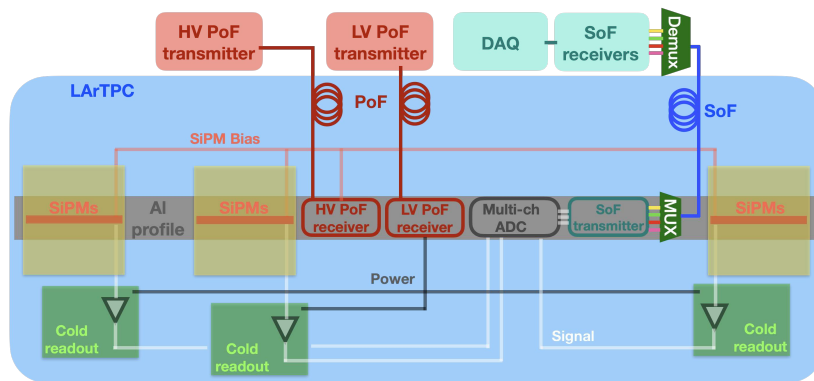 HV PoF
transmitter
LV PoF
transmitter
DAQ
SoF
receivers
Demux
LArTPC
PoF
SoF
SiPM Bias
SiPMs
Al
profile
SiPMs
HV PoF
receiver
LV PoF
receiver
Multi-ch
ADC
SoF
transmitter
MUX
SiPMs
Power
Cold
readout
Cold
readout
Signal
Cold
readout